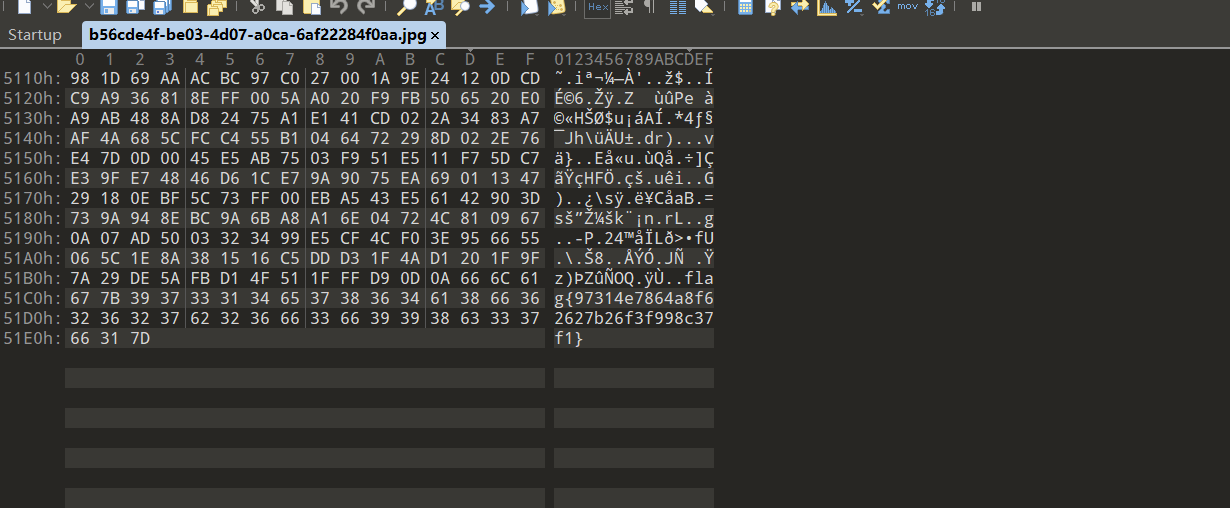 Hex
mov
Startup
b56cde4f-be03-4d07-a0ca-6af22284f0aa.jpg×
0 1 2 3 4 5 6 7 8 9 A B C D E F 0123456789ABCDEF
5110h: 98 1D 69 AA AC BC 97 C0 27 00 1A 9E 24 12 0D CD ˜.iª¬¼—À'..ž$..Í
5120h: C9 A9 36 81 8E FF 00 5A A0 20 F9 FB 50 65 20 E0 É©6.Žÿ.Z ùûPe à
5130h: A9 AB 48 8A D8 24 75 A1 E1 41 CD 02 2A 34 83 A7 ©«HŠØ$u¡áAÍ.*4ƒ§
5140h: AF 4A 68 5C FC C4 55 B1 04 64 72 29 8D 02 2E 76 ¯Jh\üÄU±.dr)...v
5150h: E4 7D 0D 00 45 E5 AB 75 03 F9 51 E5 11 F7 5D C7 ä}..Eå«u.ùQå.÷]Ç
5160h: E3 9F E7 48 46 D6 1C E7 9A 90 75 EA 69 01 13 47 ãŸçHFÖ.çš.uêi..G
5170h: 29 18 0E BF 5C 73 FF 00 EB A5 43 E5 61 42 90 3D )..¿\sÿ.ë¥CåaB.=
5180h: 73 9A 94 8E BC 9A 6B A8 A1 6E 04 72 4C 81 09 67 sš”Ž¼šk¨¡n.rL..g
5190h: 0A 07 AD 50 03 32 34 99 E5 CF 4C F0 3E 95 66 55 ..-P.24™åÏLð>•fU
51A0h: 06 5C 1E 8A 38 15 16 C5 DD D3 1F 4A D1 20 1F 9F .\.Š8..ÅÝÓ.JÑ .Ÿ
51B0h: 7A 29 DE 5A FB D1 4F 51 1F FF D9 0D 0A 66 6C 61 z)ÞZûÑOQ.ÿÙ..fla
51C0h: 67 7B 39 37 33 31 34 65 37 38 36 34 61 38 66 36 g{97314e7864a8f6
51D0h: 32 36 32 37 62 32 36 66 33 66 39 39 38 63 33 37 2627b26f3f998c37
51E0h: 66 31 7D f1}